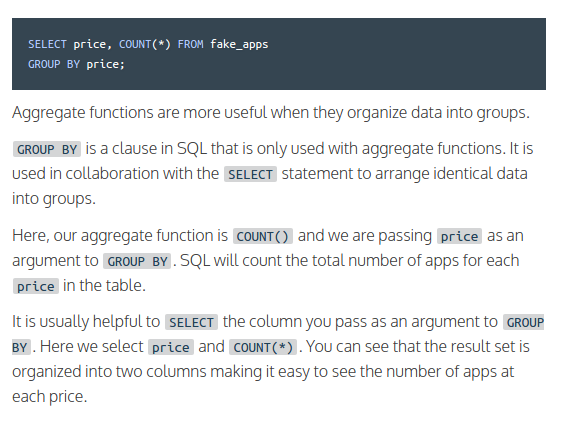 SELECT price, COUNT(*) FROM fake_apps
GROUP BY price;
Aggregate functions are more useful when they organize data into groups.
GROUP BY is a clause in SQL that is only used with aggregate functions. It is
used in collaboration with the SELECT statement to arrange identical data
into groups.
Here, our aggregate function is COUNT() and we are passing price as an
argument to GROUP BY. SQL will count the total number of apps for each
price in the table.
It is usually helpful to SELECT the column you pass as an argument to GROUP
BY. Here we select price and COUNT(*). You can see that the result set is
organized into two columns making it easy to see the number of apps at
each price.